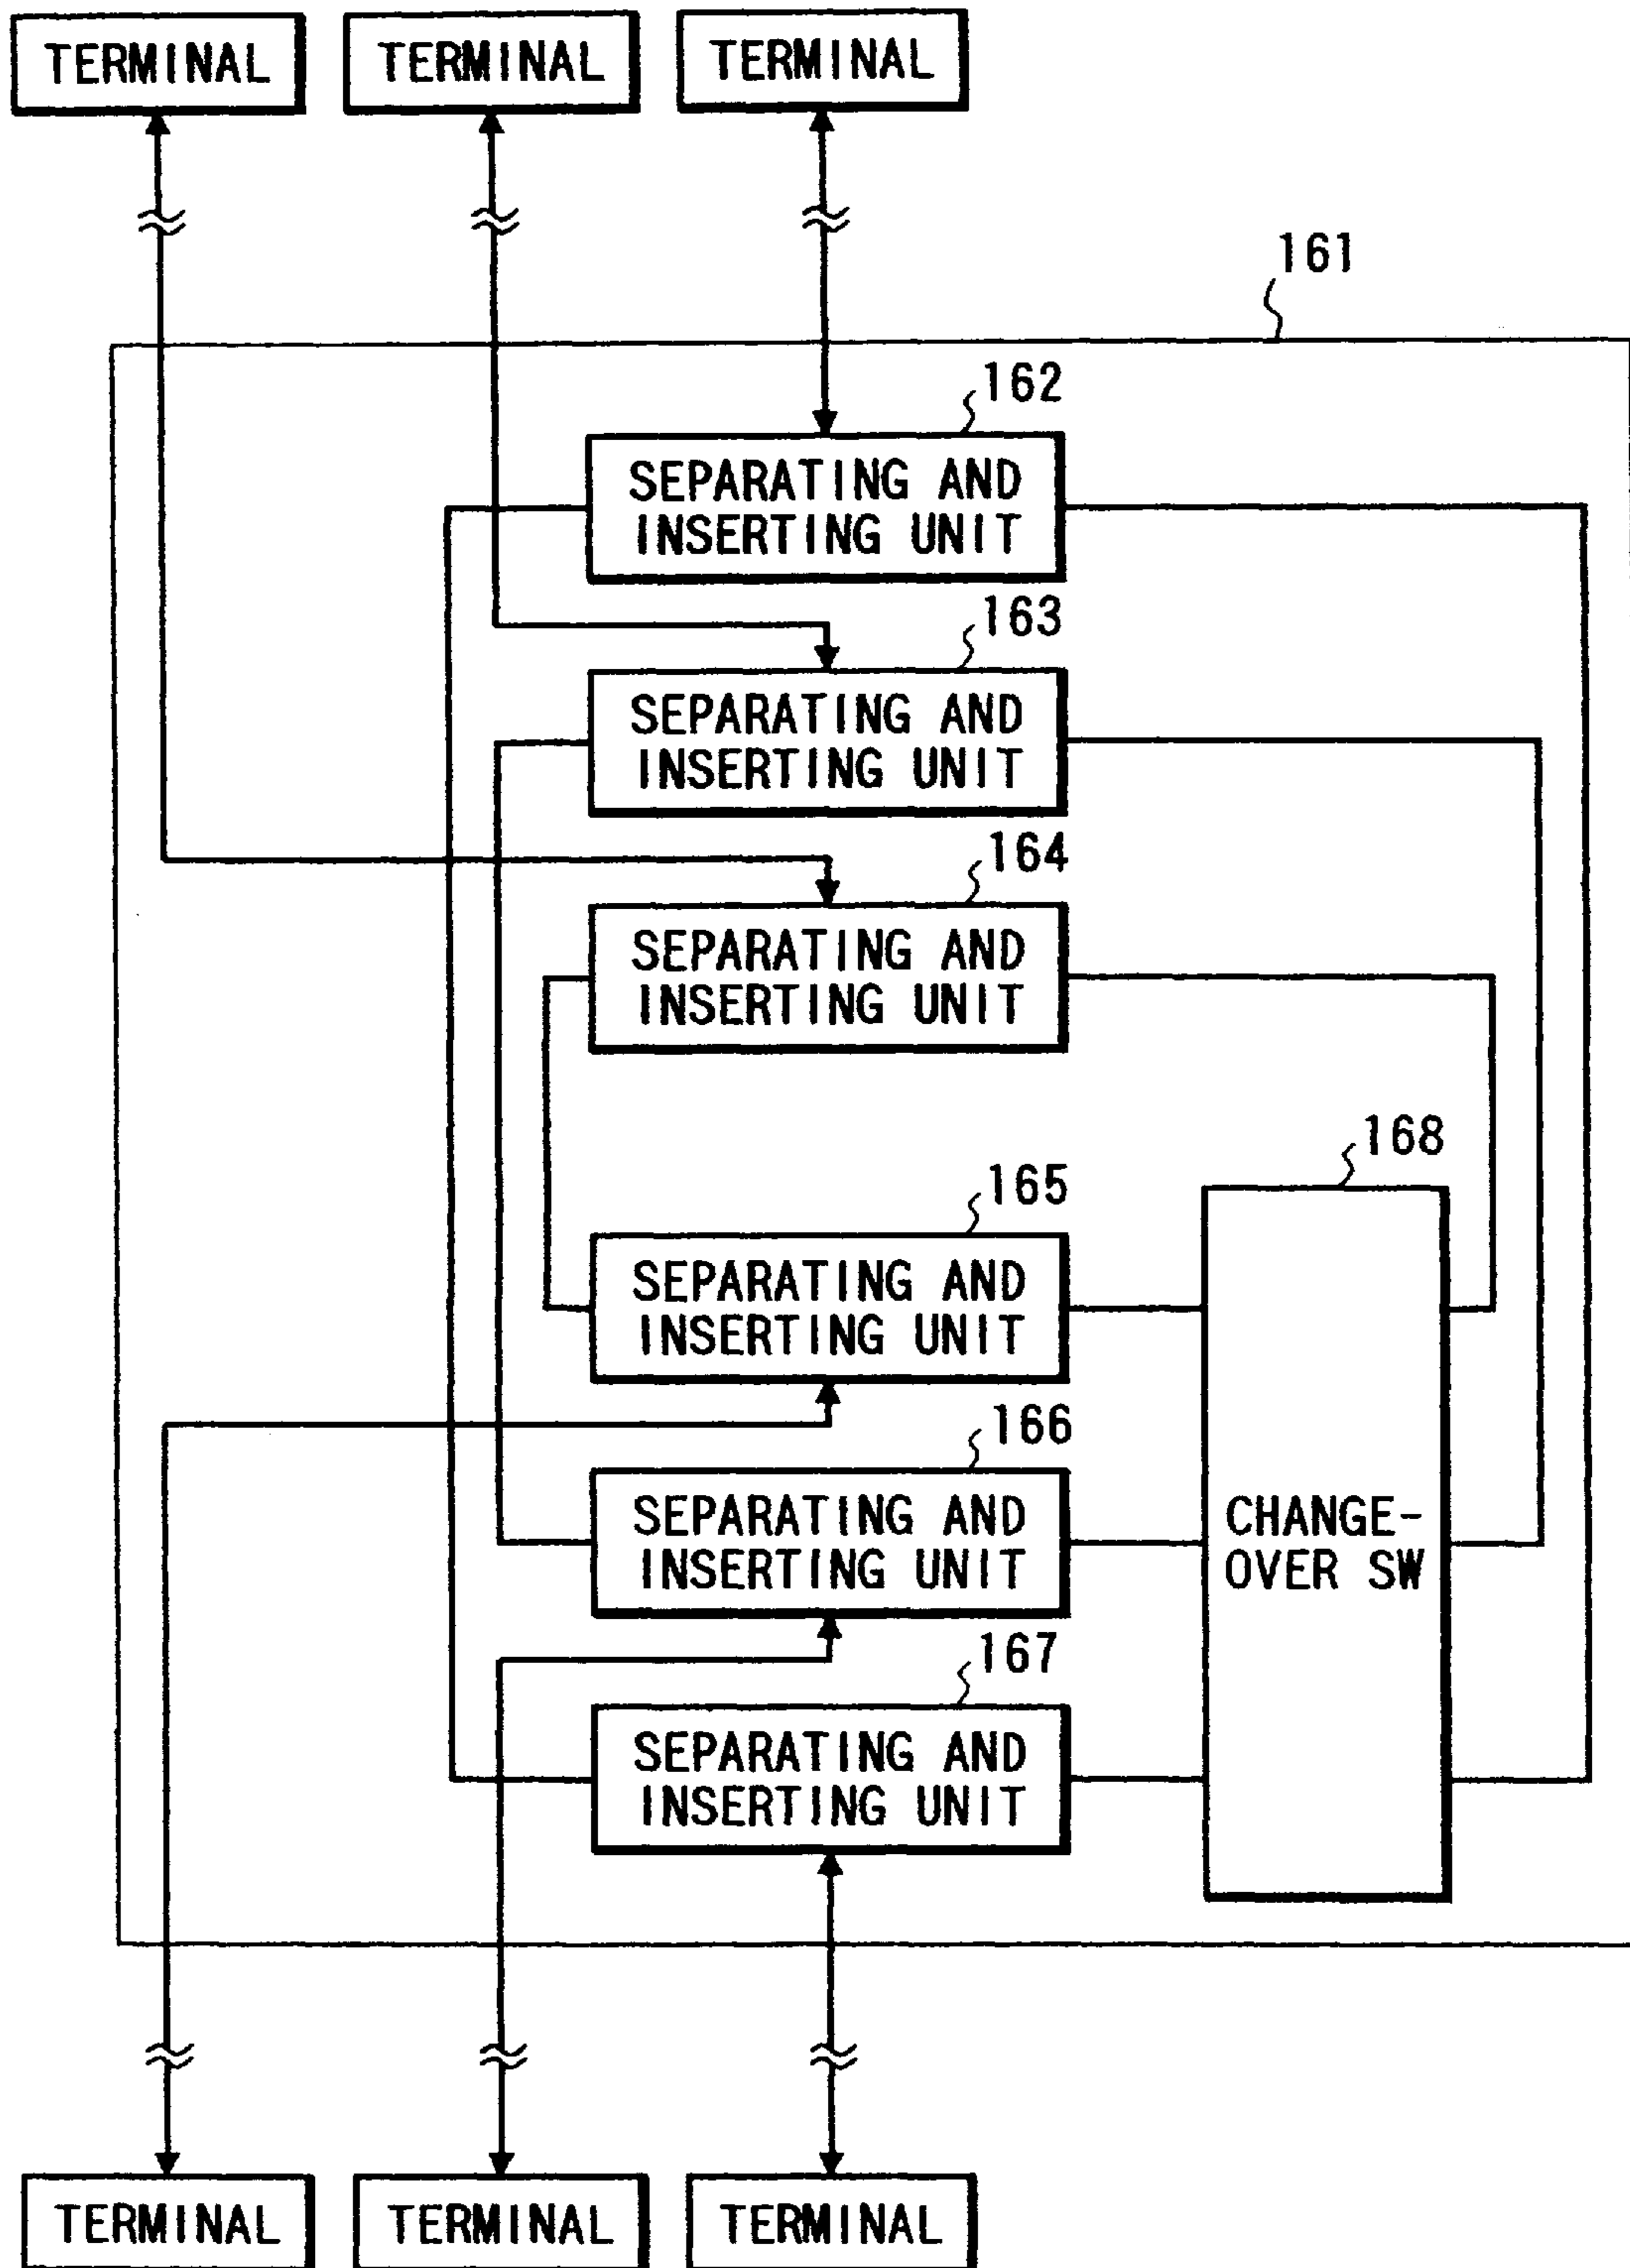 TERMINAL
TERMINAL
TERMINAL
161
162
SEPARATING AND
INSERTING UNIT
163
SEPARATING AND
INSERTING UNIT
164
SEPARATING AND
INSERTING UNIT
168
165
SEPARATING AND
INSERTING UNIT
166
SEPARATING AND
INSERTING UNIT
CHANGE-
OVER SW
167
SEPARATING AND
INSERTING UNIT
TERMINAL
TERMINAL
TERMINAL